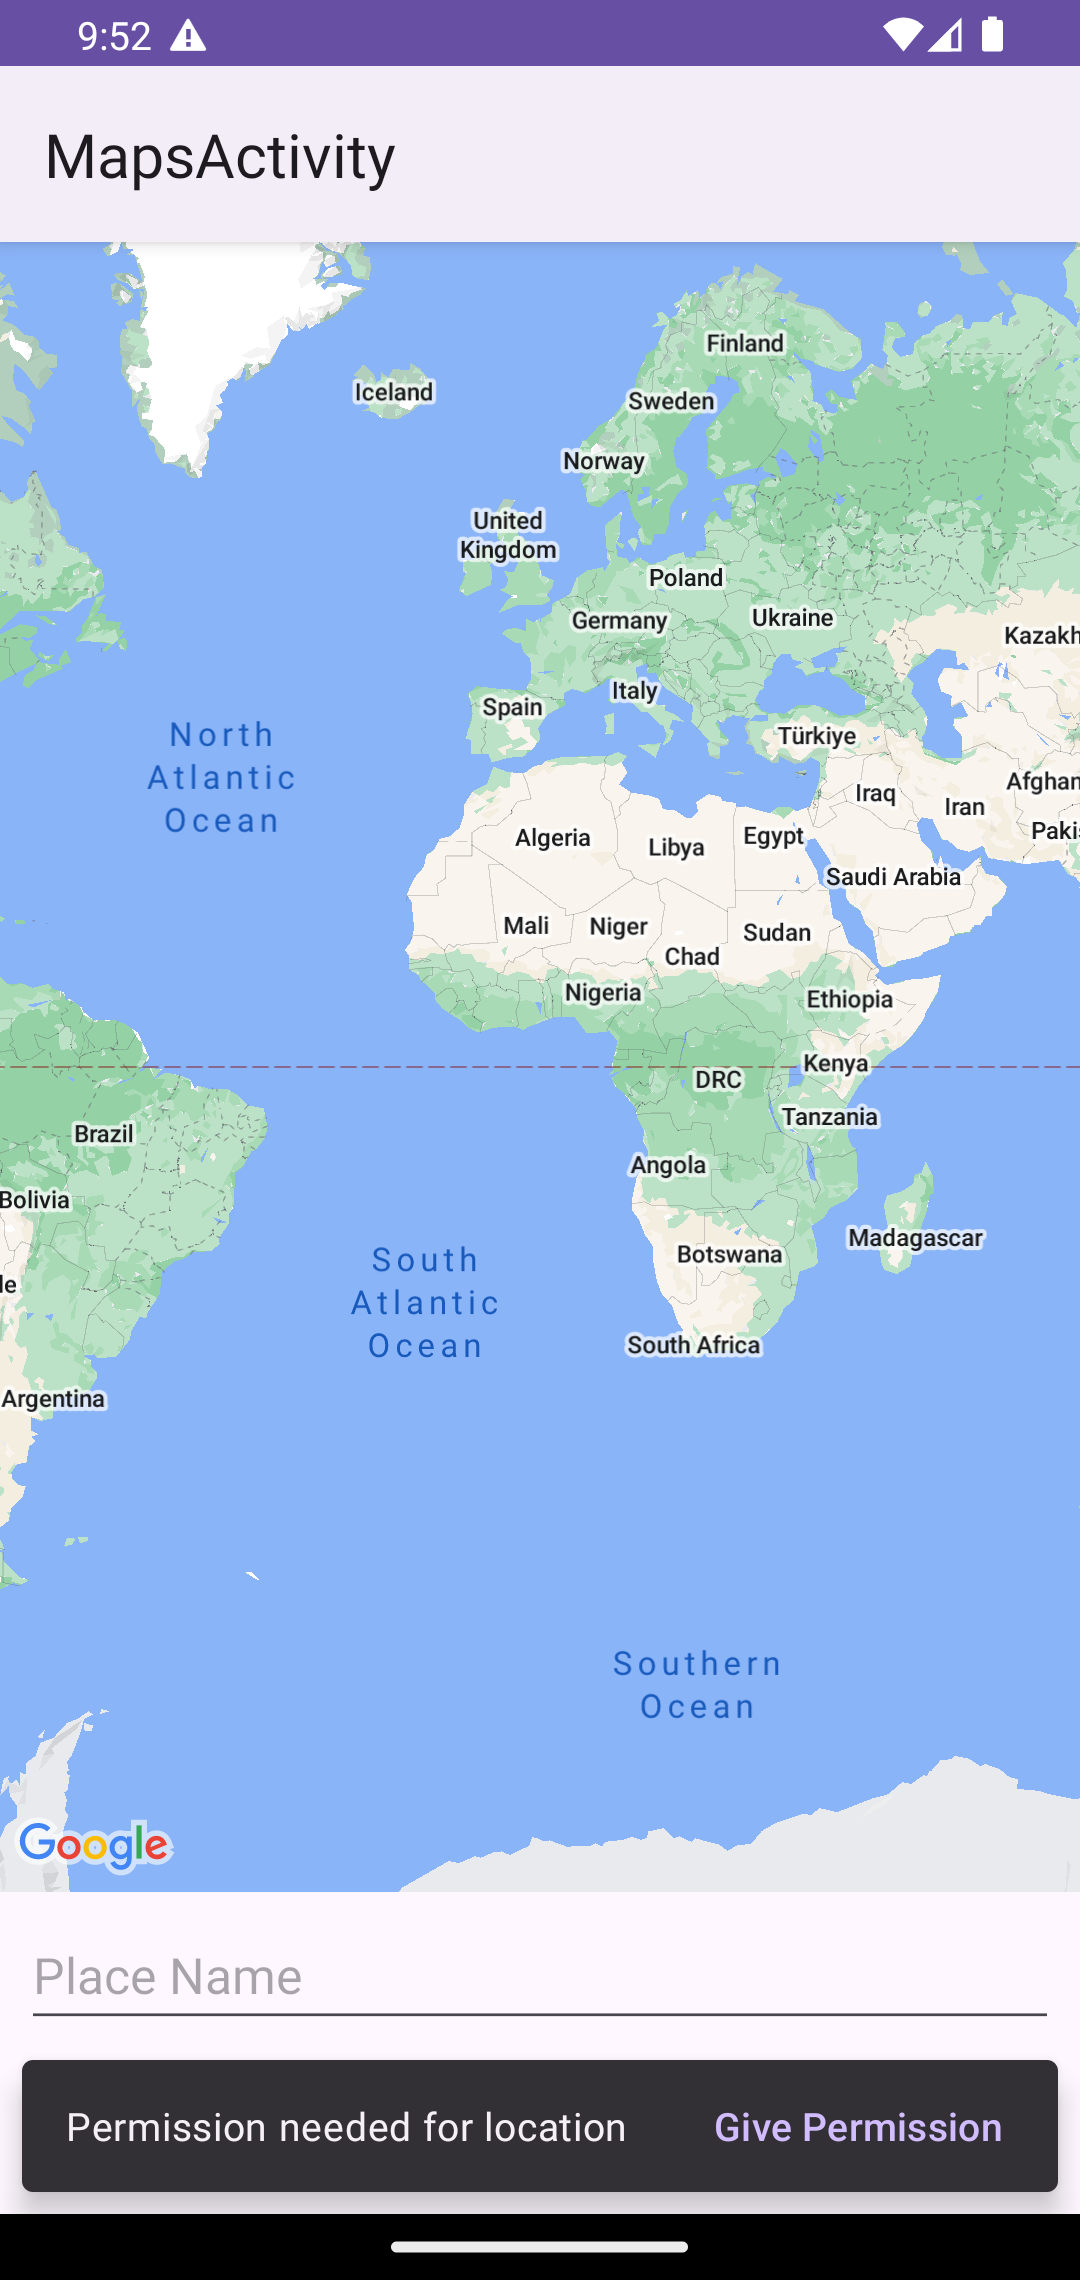 9:52
MapsActivity
Finland
Iceland
Sweden
Norway
United
Kingdom
Poland
Germany
Ukraine
Kazakh
Italy
Spain
North
Atlantic
Ocean
Türkiye
Afghan
Iraq
Iran
Pakis
Algeria
Libya
Egypt
Saudi Arabia
Mali
Niger
Sudan
Chad
Nigeria
Ethiopia
Kenya
DRC
Tanzania
Brazil
Angola
Bolivia
Madagascar
Botswana
South
Atlantic
Ocean
le
South Africa
Argentina
Southern
Ocean
Google
Place Name
Permission needed for location Give Permission